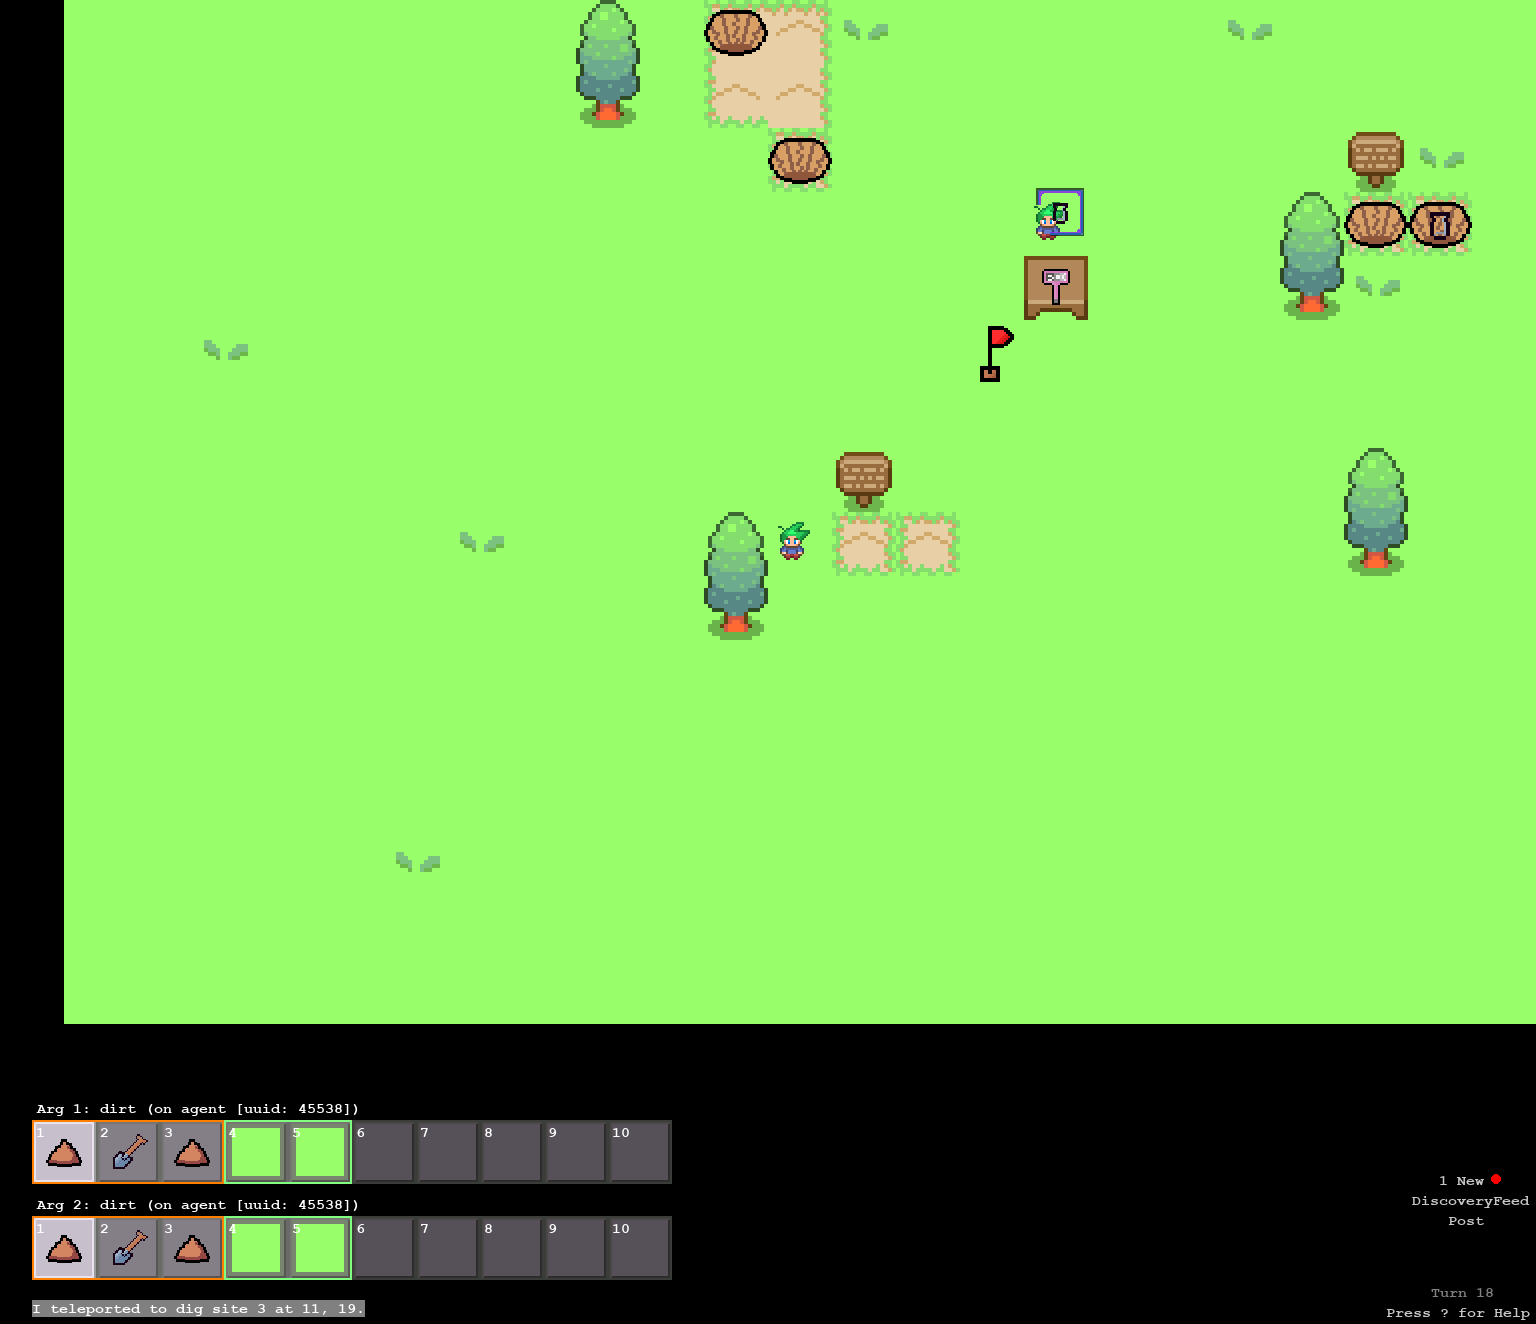 Arg 1: dirt (on agent [uuid: 45538])
1 2 3 4 5 6 7 8 9 10
Arg 2: dirt (on agent [uuid: 45538])
1 2 3 4 5 6 7 8 9 10
I teleported to dig site 3 at 11, 19.
1 New
DiscoveryFeed
Post
Turn 18
Press ? for Help